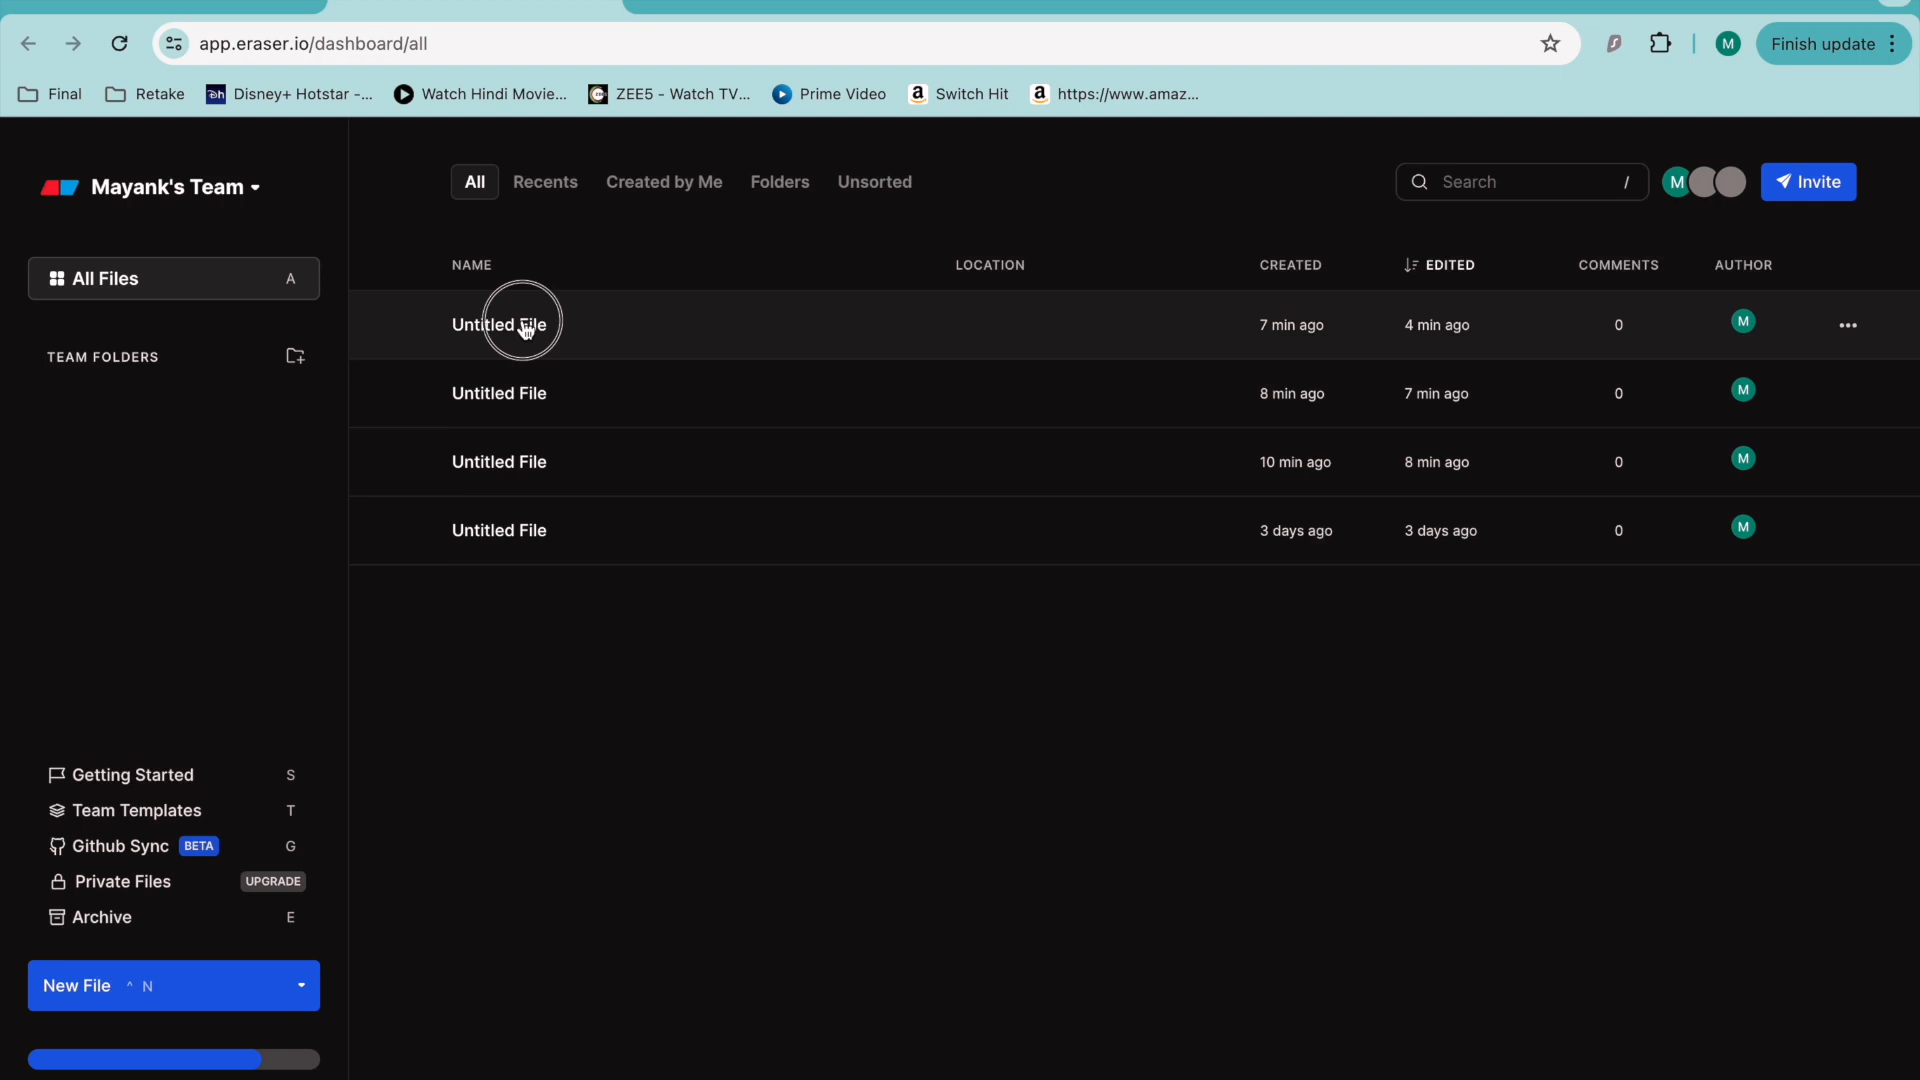 app.eraser.io/dashboard/all
M
Finish update
Final
Retake
Disney+ Hotstar -...
Watch Hindi Movie...
ZEE5 - Watch TV...
Prime Video
Switch Hit
https://www.amaz...
Mayank's Team
All
Recents
Created by Me
Folders
Unsorted
Search /
M
Invite
All Files A
NAME LOCATION CREATED EDITED COMMENTS AUTHOR
Untitled File 7 min ago 4 min ago 0 M
TEAM FOLDERS
Untitled File 8 min ago 7 min ago 0 M
Untitled File 10 min ago 8 min ago 0 M
Untitled File 3 days ago 3 days ago 0 M
Getting Started S
Team Templates T
Github Sync BETA G
Private Files UPGRADE
Archive E
New File ^ N